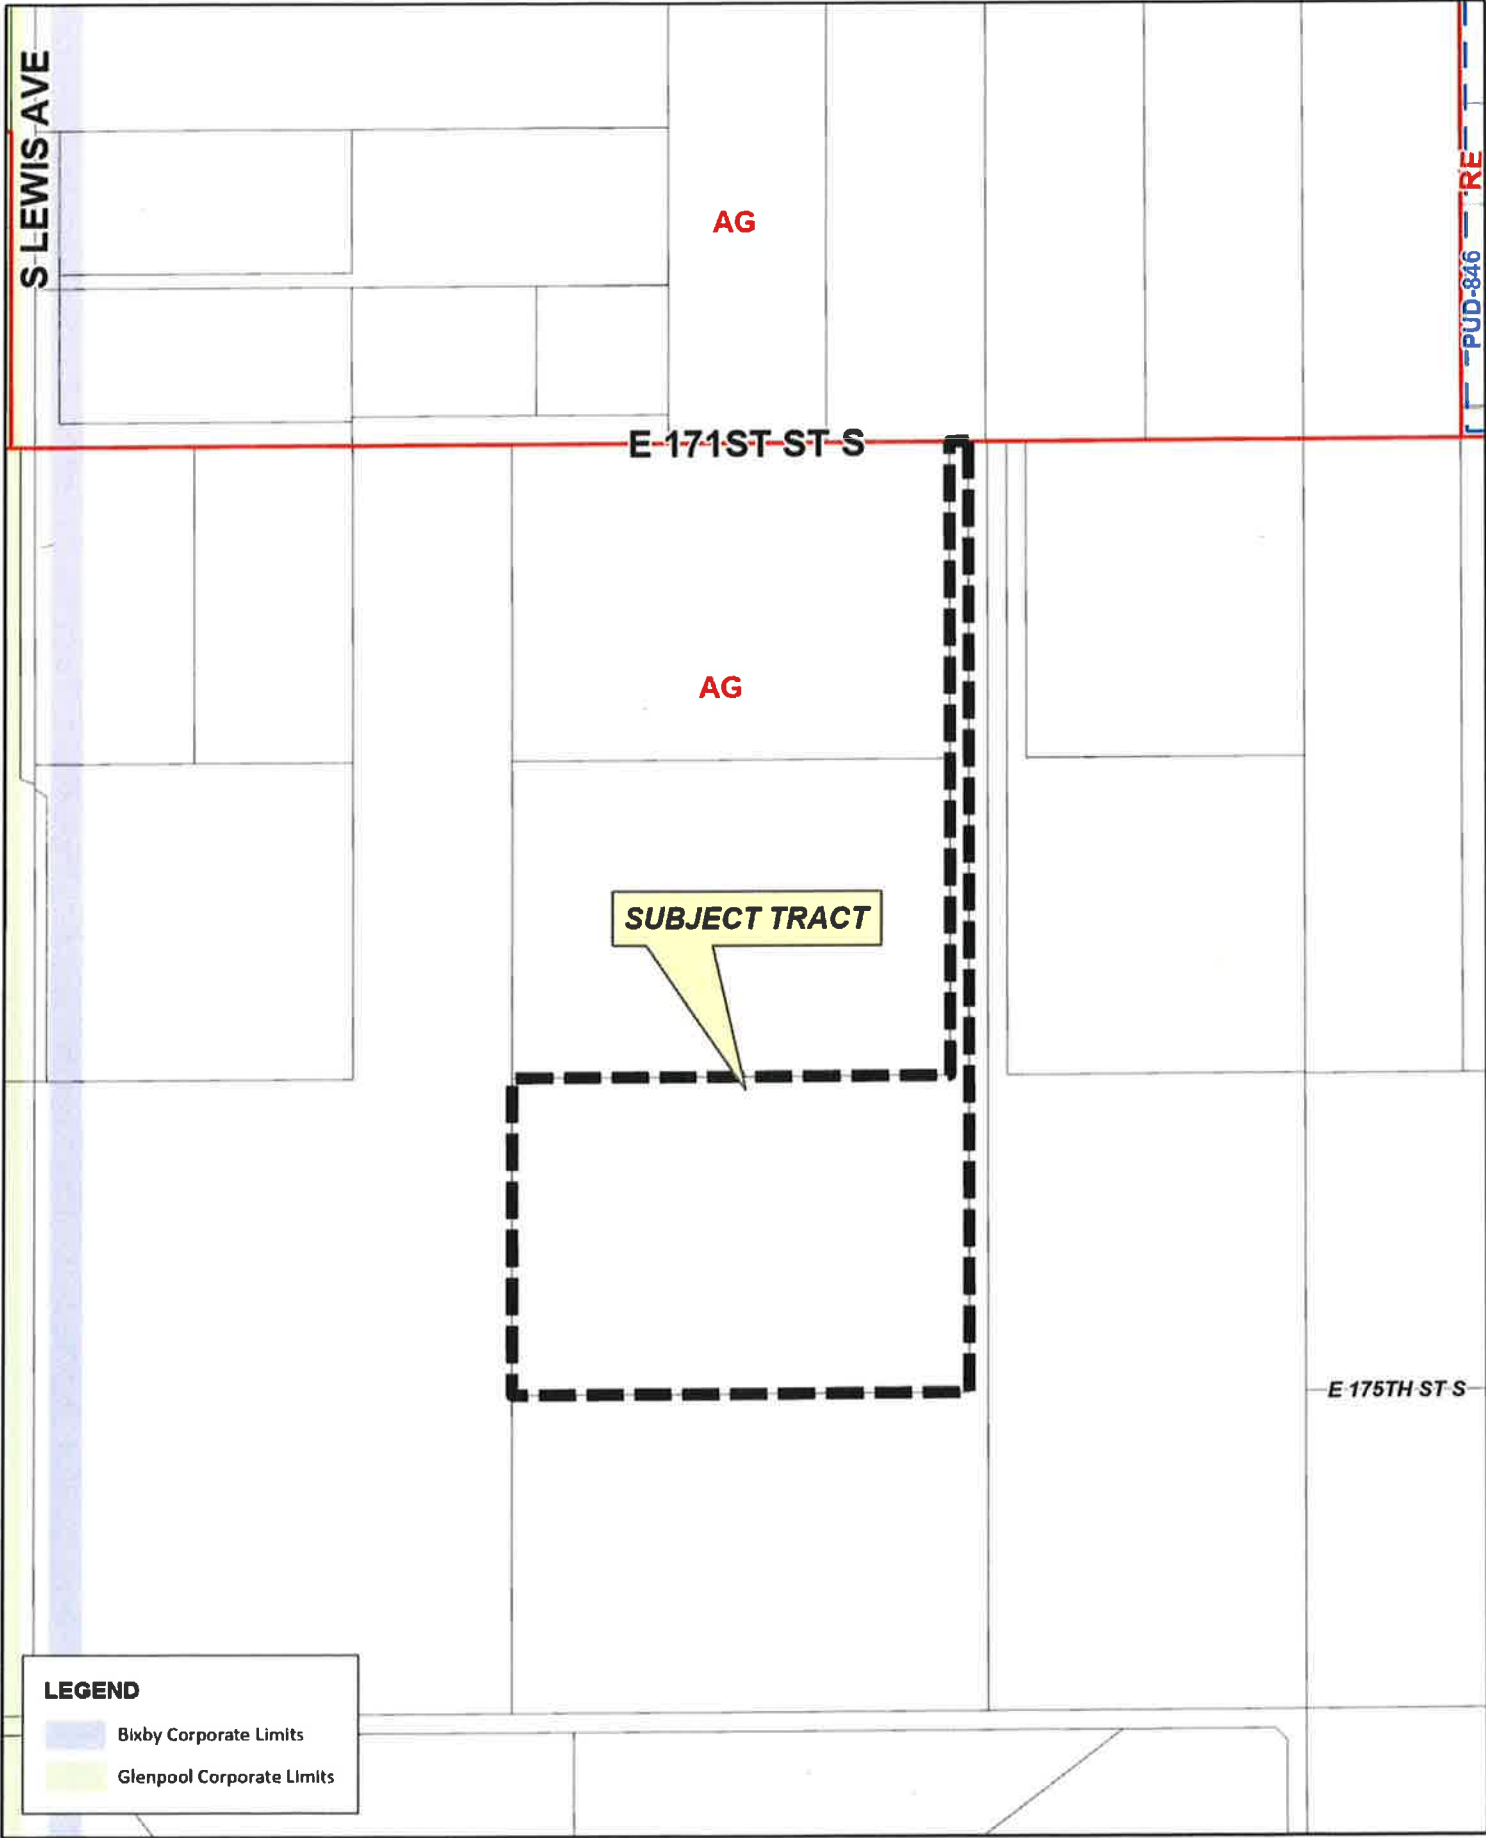 S LEWIS AVE
AG
RE
PUD-846
E 171ST ST S
AG
SUBJECT TRACT
E 175TH ST S
LEGEND
Bixby Corporate Limits
Glenpool Corporate Limits